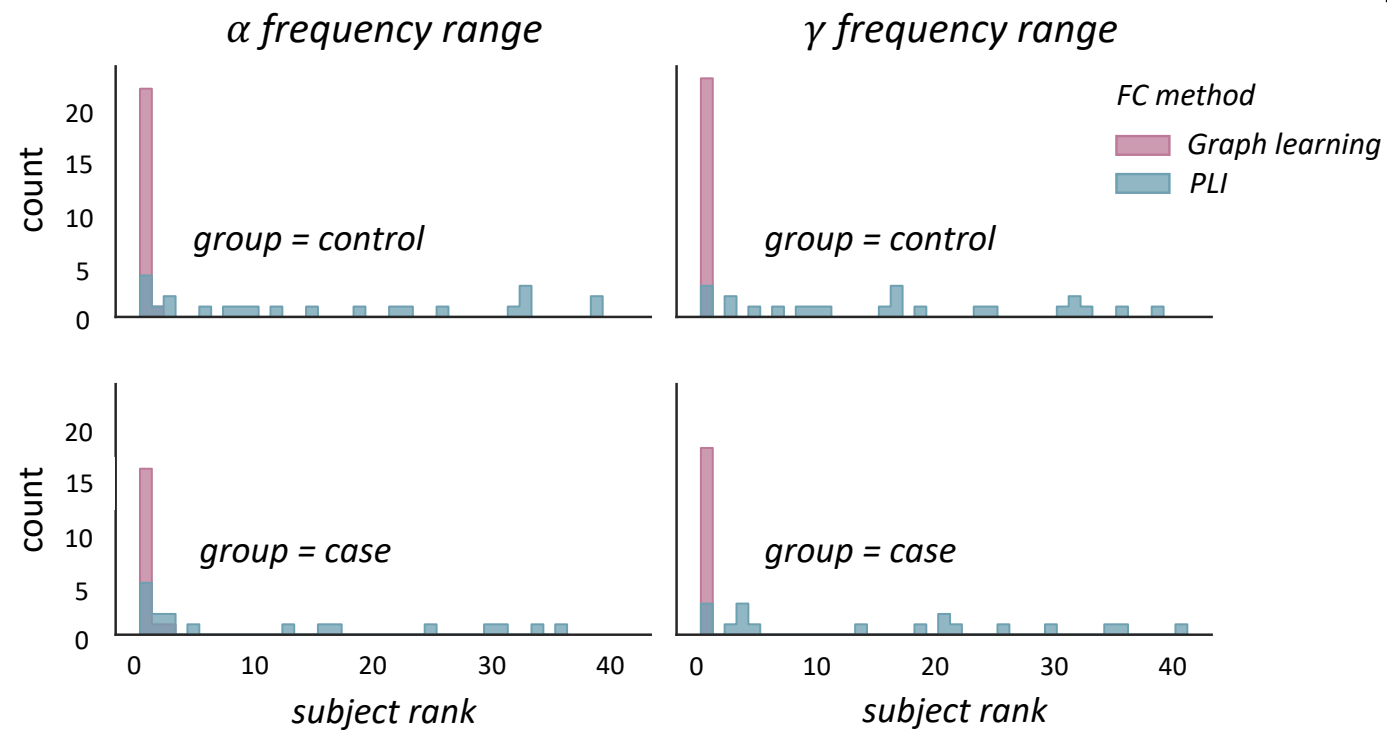 α frequency range
γ frequency range
count
20
15
10
5
0
group = control
group = control
FC method
Graph learning
PLI
count
20
15
10
5
0
group = case
group = case
0 10 20 30 40
0 10 20 30 40
subject rank
subject rank